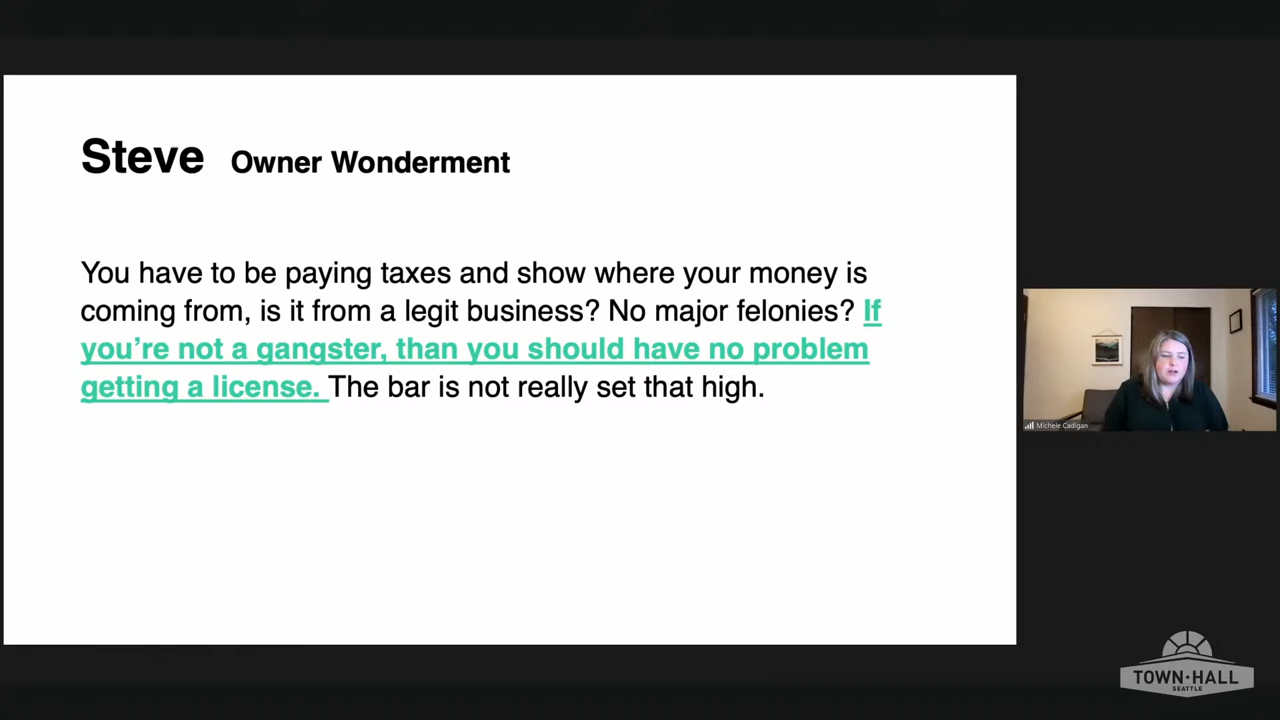 Steve Owner Wonderment
You have to be paying taxes and show where your money is
coming from, is it from a legit business? No major felonies? If
you’re not a gangster, than you should have no problem
getting a license. The bar is not really set that high.
Michele Cadigan
TOWN·HALL
SEATTLE